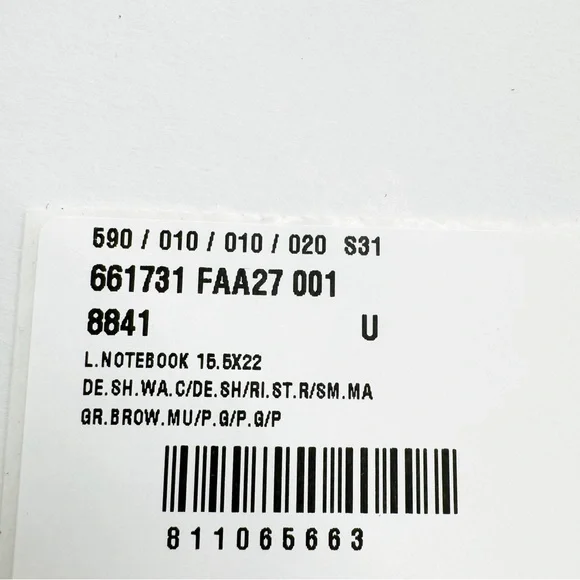 590 / 010 / 010 / 020 S31
661731 FAA27 001
8841 U
L.NOTEBOOK 15.5X22
DE.SH.WA.C/DE.SH/RI.ST.R/SM.MA
GR.BROW.MU/P.G/P.G/P
811065663